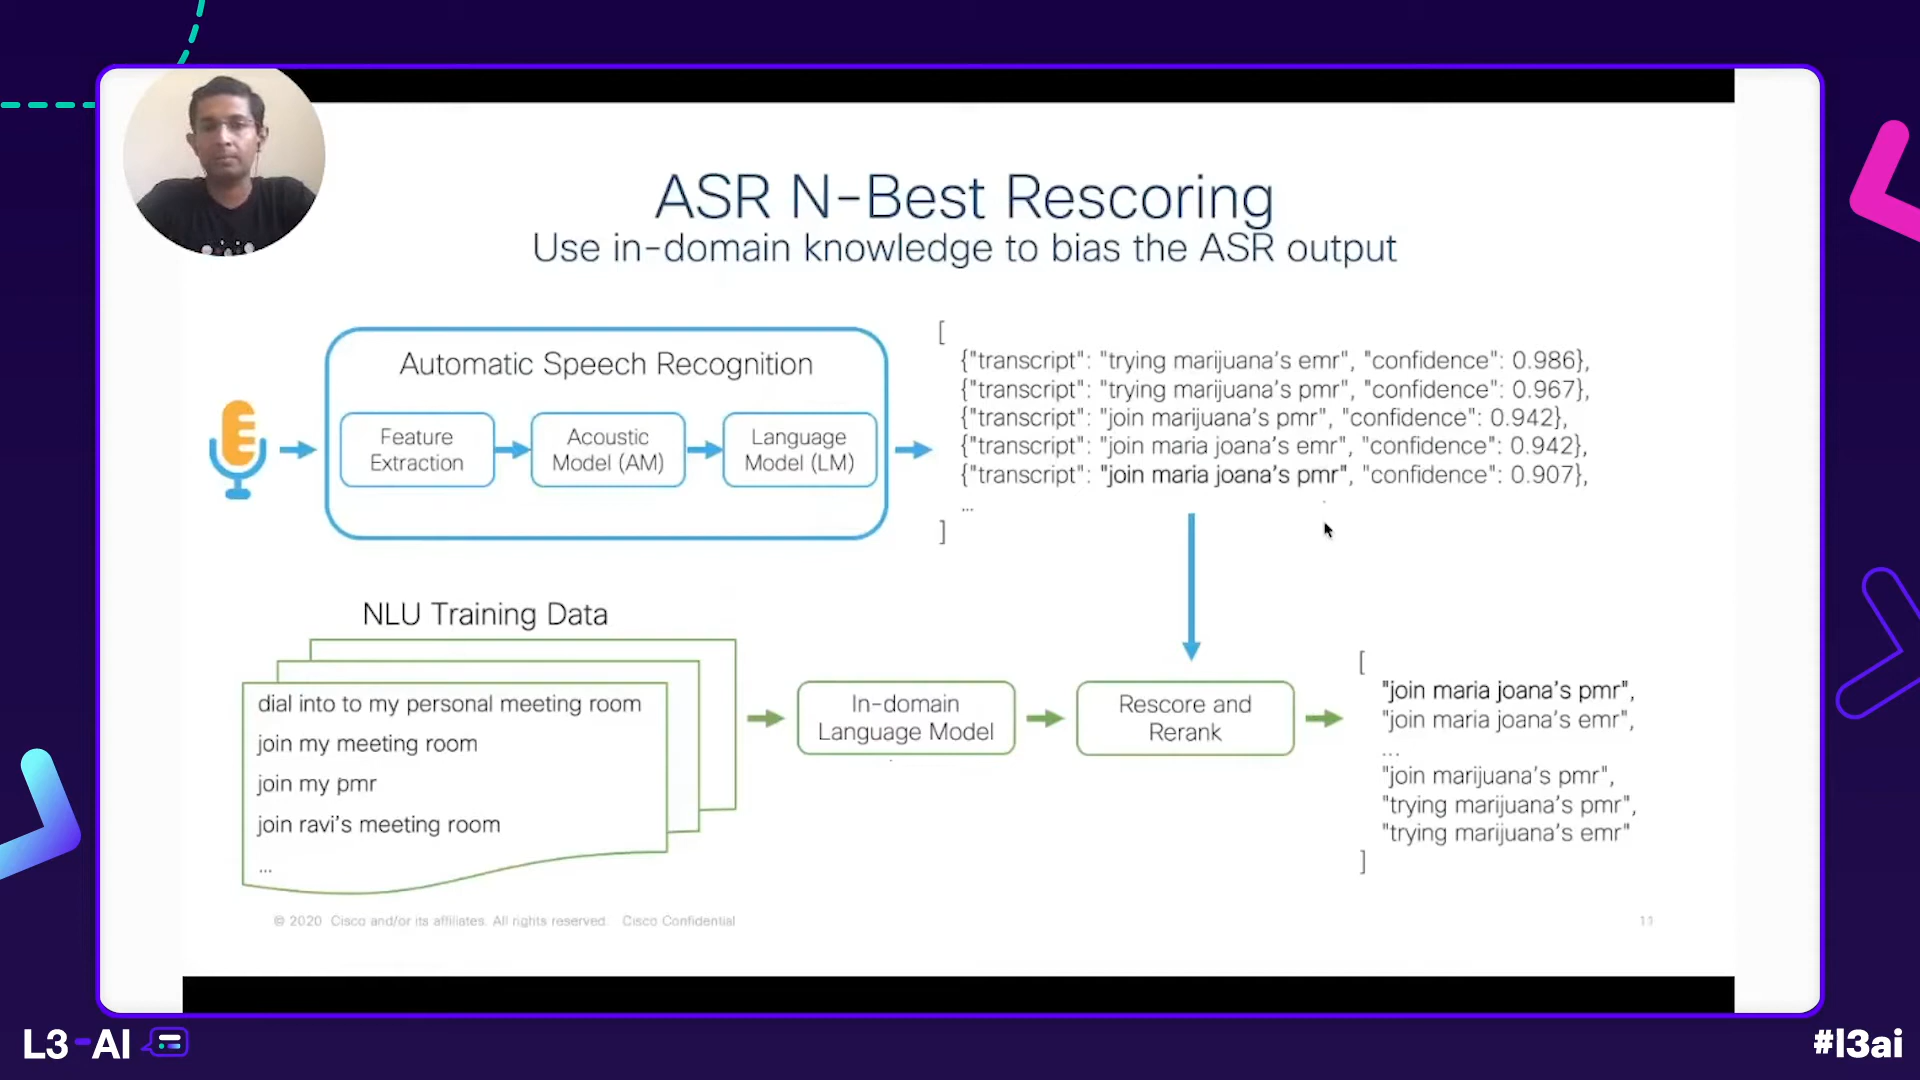 ASR N-Best Rescoring
Use in-domain knowledge to bias the ASR output
Automatic Speech Recognition
Feature
Extraction
Acoustic
Model (AM)
Language
Model (LM)
[
{"transcript": "trying marijuana's emr", "confidence": 0.986},
{"transcript": "trying marijuana's pmr", "confidence": 0.967},
{"transcript": "join marijuana's pmr", "confidence": 0.942},
{"transcript": "join maria joana's emr", "confidence": 0.942},
{"transcript": "join maria joana's pmr", "confidence": 0.907},
...
]
NLU Training Data
dial into to my personal meeting room
join my meeting room
join my pmr
join ravi's meeting room
...
In-domain
Language Model
Rescore and
Rerank
[
"join maria joana's pmr",
"join maria joana's emr",
...
"join marijuana's pmr",
"trying marijuana's pmr",
"trying marijuana's emr"
]
© 2020 Cisco and/or its affiliates. All rights reserved. Cisco Confidential
11
L3-AI
#l3ai